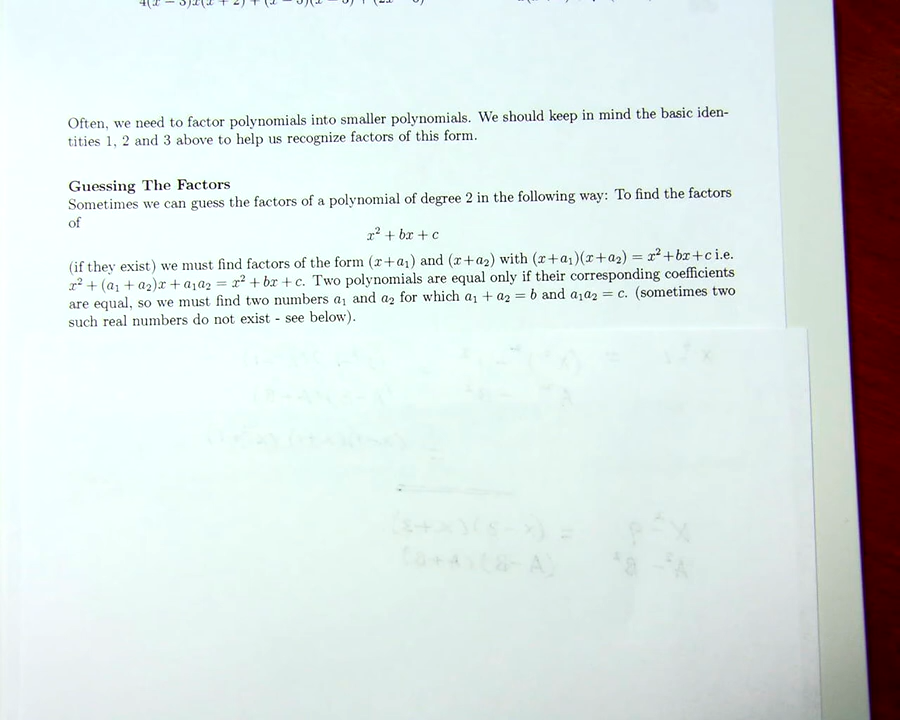 Often, we need to factor polynomials into smaller polynomials. We should keep in mind the basic iden-
tities 1, 2 and 3 above to help us recognize factors of this form.
Guessing The Factors
Sometimes we can guess the factors of a polynomial of degree 2 in the following way: To find the factors
of
x² + bx + c
(if they exist) we must find factors of the form (x+a₁) and (x+a₂) with (x+a₁)(x+a₂) = x²+bx+c i.e.
x² + (a₁ + a₂)x + a₁a₂ = x² + bx + c. Two polynomials are equal only if their corresponding coefficients
are equal, so we must find two numbers a₁ and a₂ for which a₁ + a₂ = b and a₁a₂ = c. (sometimes two
such real numbers do not exist - see below).